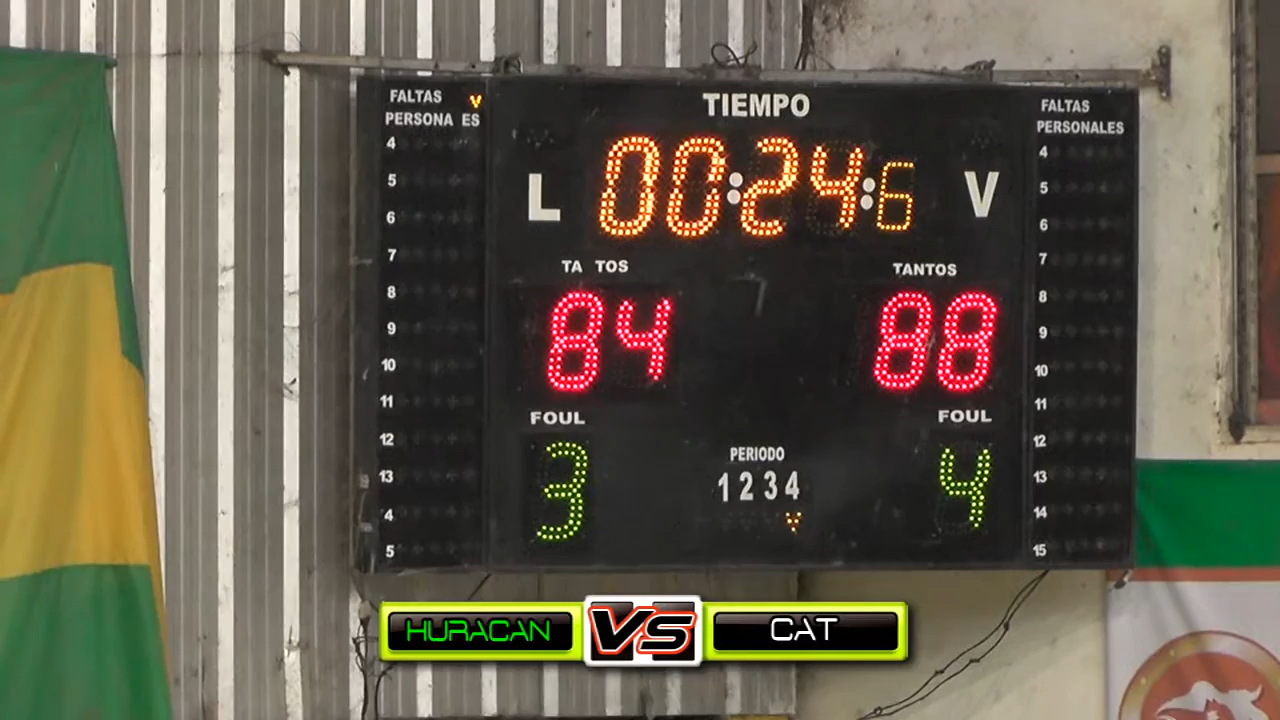 FALTAS
PERSONA ES
4
5
6
7
8
9
10
11
12
13
4
5
TIEMPO
L 00:24:6 V
TA TOS TANTOS
84 88
FOUL FOUL
3 4
PERIODO
1 2 3 4
FALTAS
PERSONALES
4
5
6
7
8
9
10
11
12
13
14
15
HURACAN VS CAT